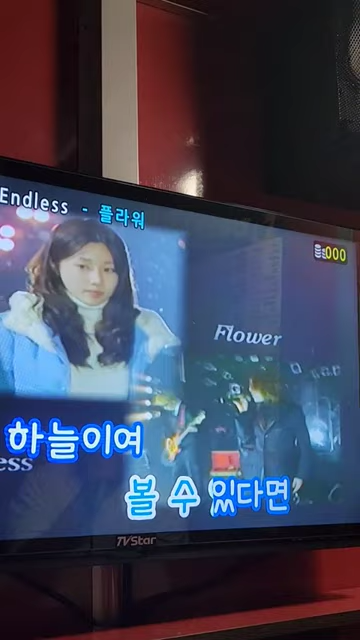 Endless - 플라워
000
Flower
하늘이여
ess
볼 수 있다면
TVStar